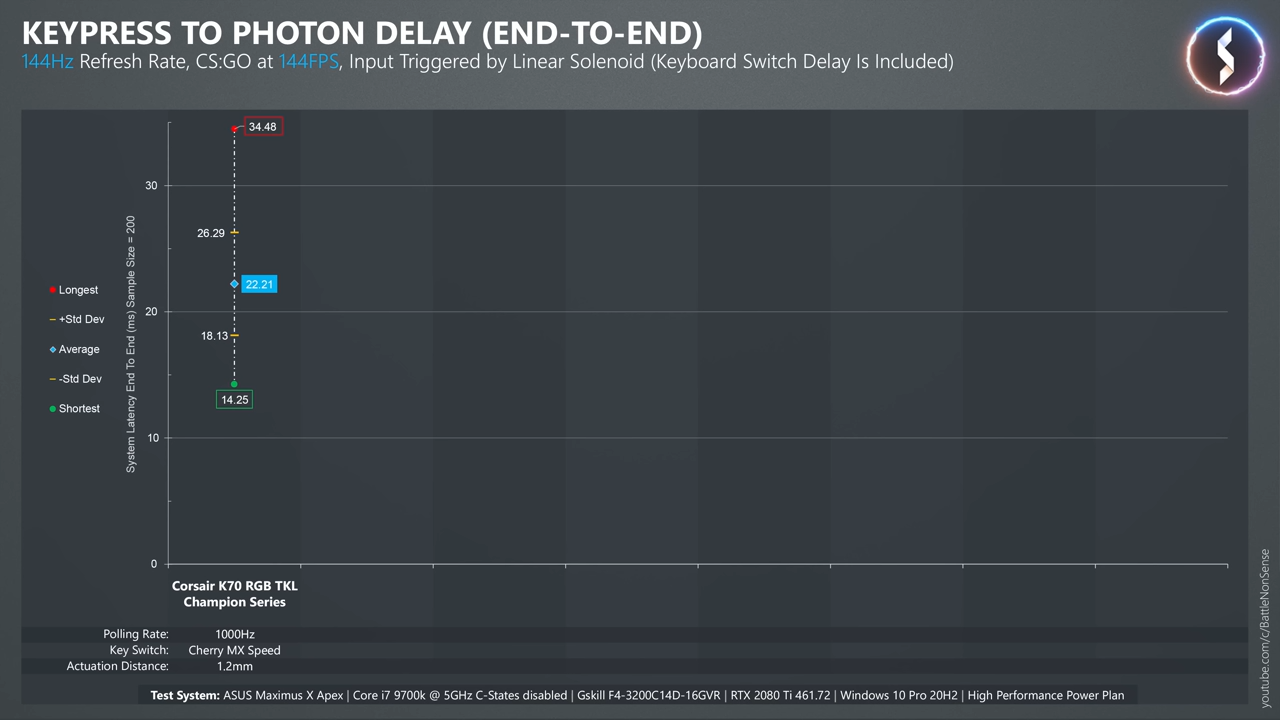 KEYPRESS TO PHOTON DELAY (END-TO-END)
144Hz Refresh Rate, CS:GO at 144FPS, Input Triggered by Linear Solenoid (Keyboard Switch Delay Is Included)
34.48
30
26.29
22.21
20
18.13
14.25
10
0
System Latency End To End (ms) Sample Size = 200
Longest
+Std Dev
Average
-Std Dev
Shortest
Corsair K70 RGB TKL
Champion Series
Polling Rate: 1000Hz
Key Switch: Cherry MX Speed
Actuation Distance: 1.2mm
Test System: ASUS Maximus X Apex | Core i7 9700k @ 5GHz C-States disabled | Gskill F4-3200C14D-16GVR | RTX 2080 Ti 461.72 | Windows 10 Pro 20H2 | High Performance Power Plan
youtube.com/c/BattleNonSense